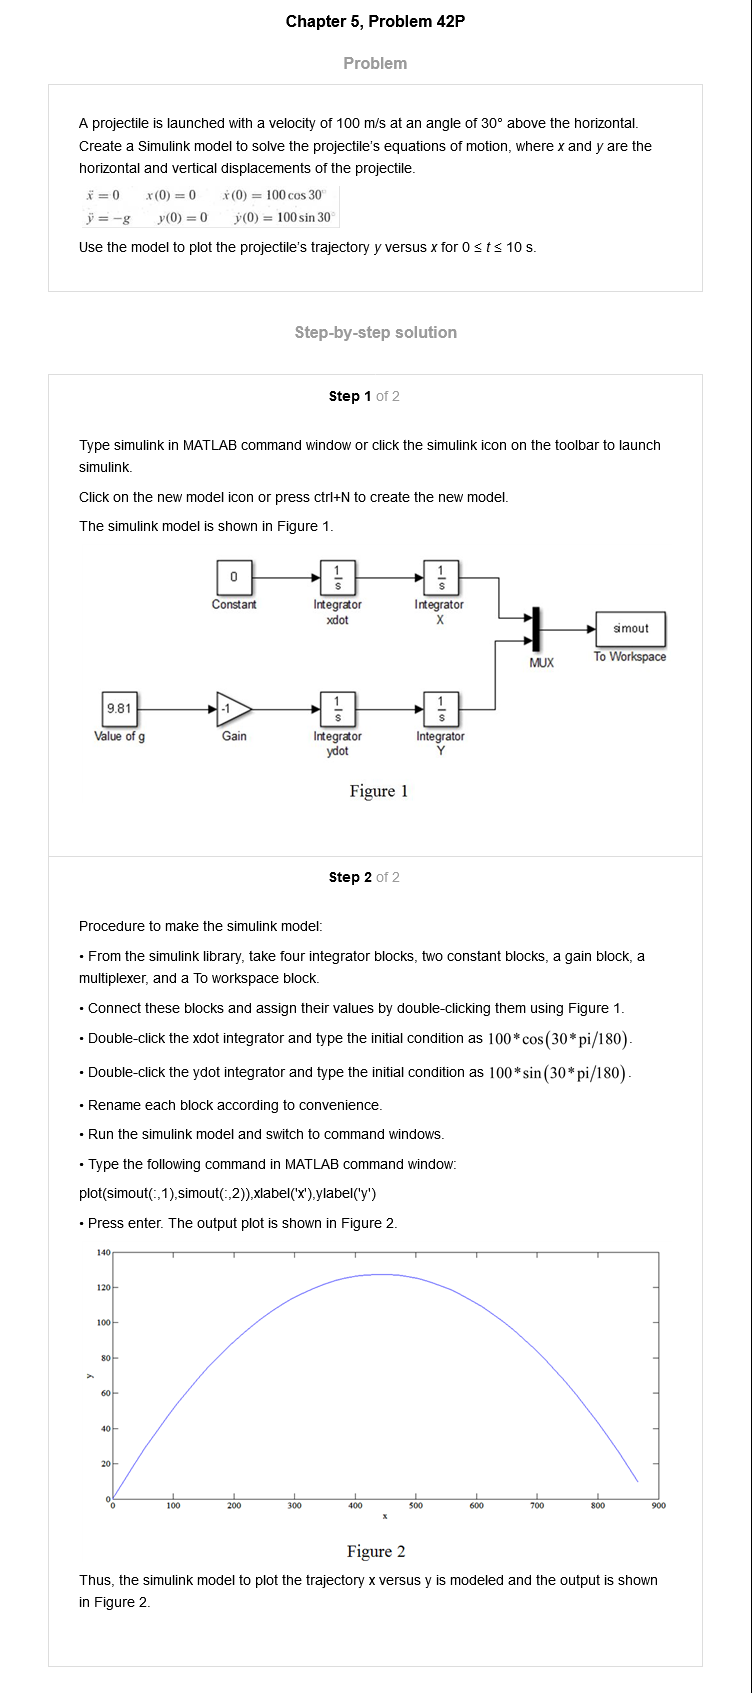 Chapter 5, Problem 42P
Problem
A projectile is launched with a velocity of 100 m/s at an angle of 30° above the horizontal.
Create a Simulink model to solve the projectile's equations of motion, where x and y are the
horizontal and vertical displacements of the projectile.
ẍ = 0 x(0) = 0 ẋ(0) = 100 cos 30°
ÿ = −g y(0) = 0 ẏ(0) = 100 sin 30°
Use the model to plot the projectile's trajectory y versus x for 0 ≤ t ≤ 10 s.
Step-by-step solution
Step 1 of 2
Type simulink in MATLAB command window or click the simulink icon on the toolbar to launch
simulink.
Click on the new model icon or press ctrl+N to create the new model.
The simulink model is shown in Figure 1.
0
Constant
1
s
Integrator
xdot
1
s
Integrator
X
MUX
simout
To Workspace
9.81
Value of g
-1
Gain
1
s
Integrator
ydot
1
s
Integrator
Y
Figure 1
Step 2 of 2
Procedure to make the simulink model:
• From the simulink library, take four integrator blocks, two constant blocks, a gain block, a
multiplexer, and a To workspace block.
• Connect these blocks and assign their values by double-clicking them using Figure 1.
• Double-click the xdot integrator and type the initial condition as 100*cos(30*pi/180).
• Double-click the ydot integrator and type the initial condition as 100*sin(30*pi/180).
• Rename each block according to convenience.
• Run the simulink model and switch to command windows.
• Type the following command in MATLAB command window:
plot(simout(:,1),simout(:,2)),xlabel('x'),ylabel('y')
• Press enter. The output plot is shown in Figure 2.
140
120
100
80
60
40
20
0
y
0 100 200 300 400 500 600 700 800 900
x
Figure 2
Thus, the simulink model to plot the trajectory x versus y is modeled and the output is shown
in Figure 2.